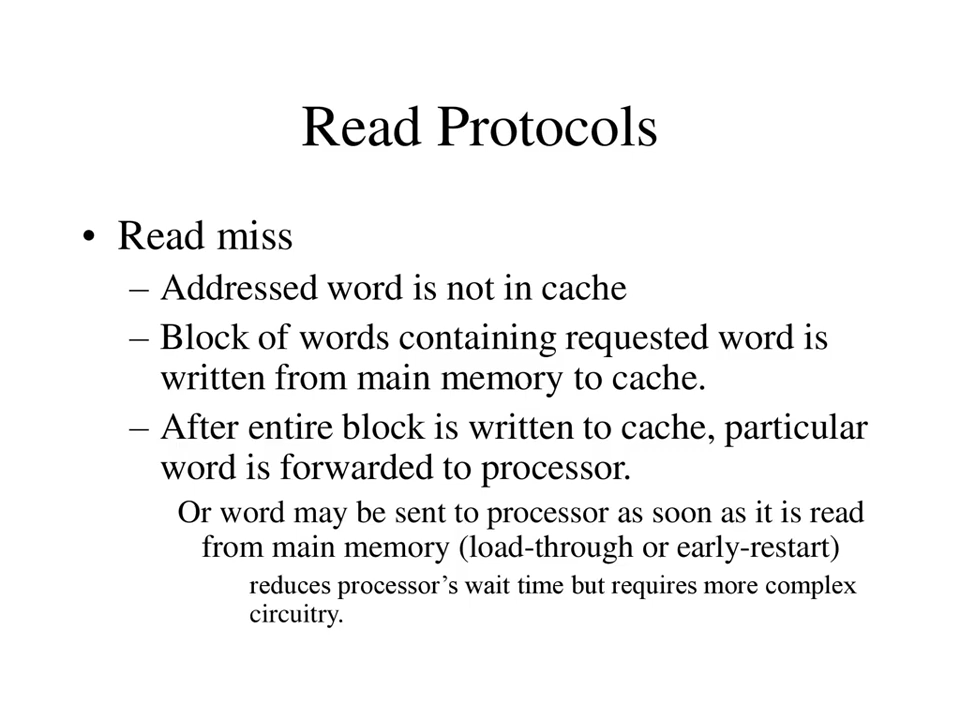 Read Protocols
• Read miss
– Addressed word is not in cache
– Block of words containing requested word is
written from main memory to cache.
– After entire block is written to cache, particular
word is forwarded to processor.
Or word may be sent to processor as soon as it is read
from main memory (load-through or early-restart)
reduces processor’s wait time but requires more complex
circuitry.